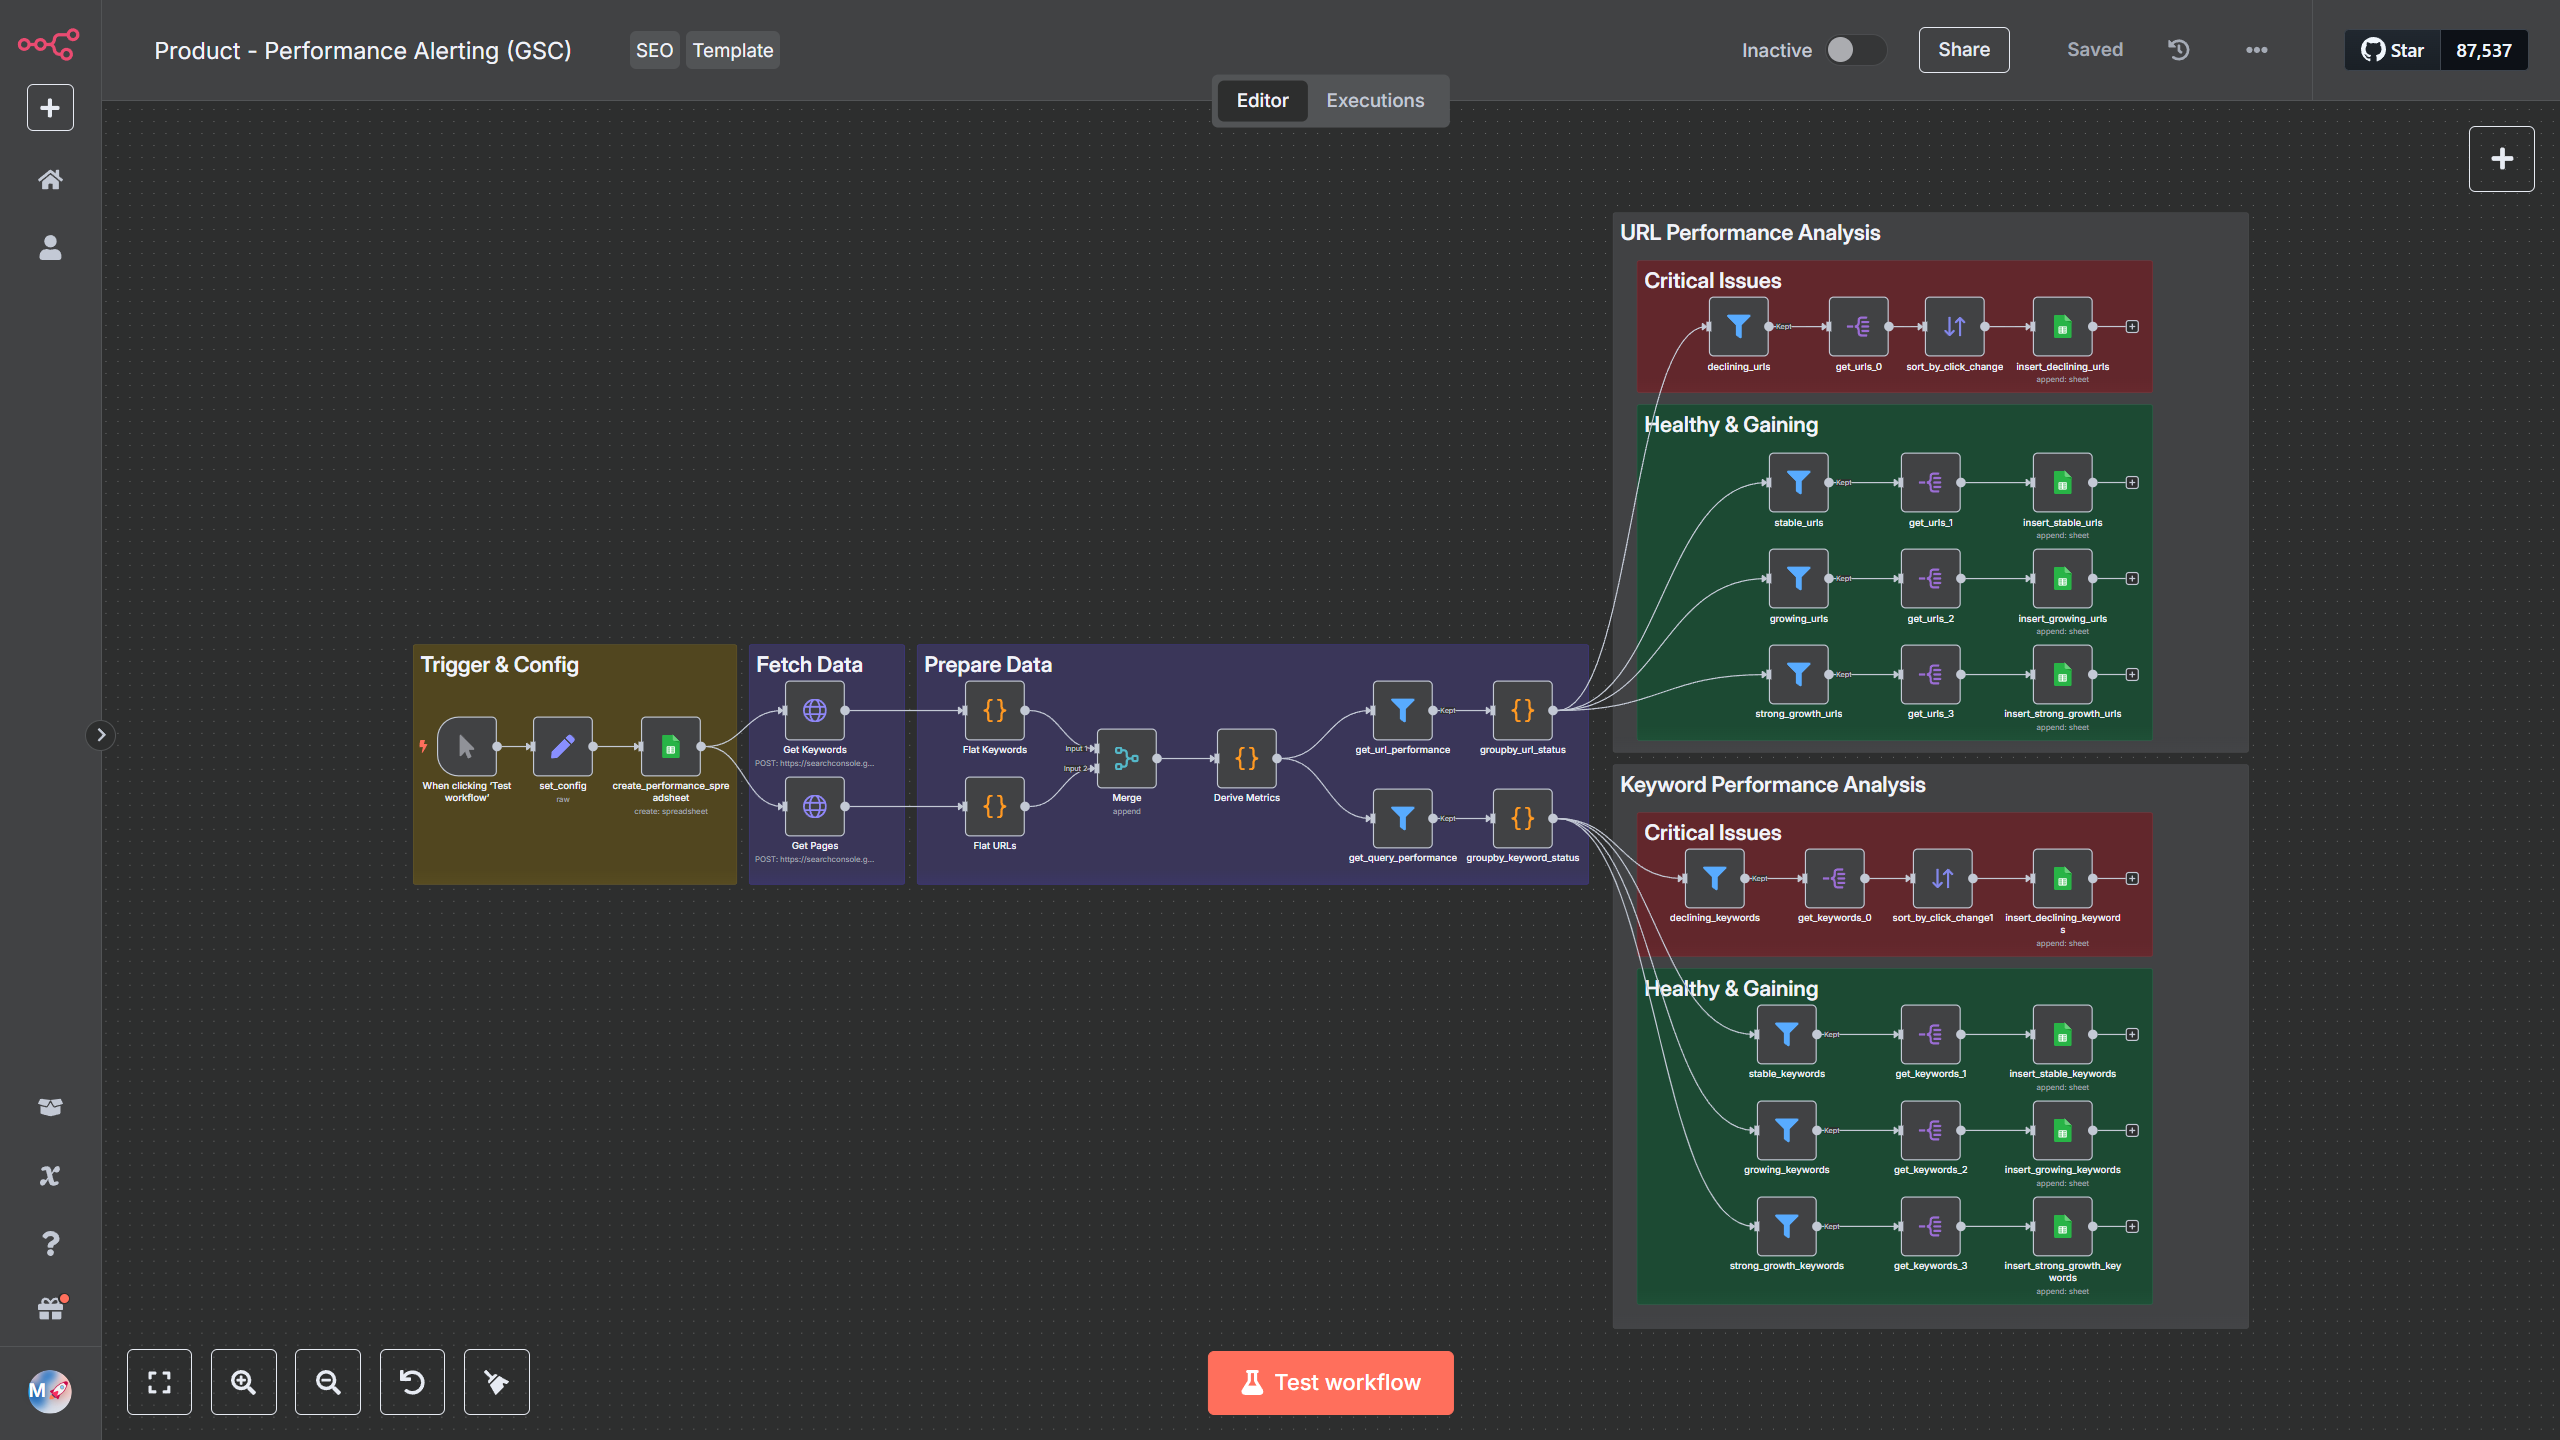 Product - Performance Alerting (GSC)
SEO
Template
Inactive
Share
Saved
Star
87,537
Editor
Executions
URL Performance Analysis
Critical Issues
Kept
declining_urls
get_urls_0
sort_by_click_change
insert_declining_urls
append: sheet
Healthy & Gaining
Kept
stable_urls
get_urls_1
insert_stable_urls
append: sheet
Kept
growing_urls
get_urls_2
insert_growing_urls
append: sheet
Kept
strong_growth_urls
get_urls_3
insert_strong_growth_urls
append: sheet
Trigger & Config
When clicking ‘Test
workflow’
set_config
raw
create_performance_spre
adsheet
create: spreadsheet
Fetch Data
Get Keywords
POST: https://searchconsole.g...
Get Pages
POST: https://searchconsole.g...
Prepare Data
Flat Keywords
Flat URLs
Input 1
Input 2
Merge
append
Derive Metrics
Kept
get_url_performance
groupby_url_status
Kept
get_query_performance
groupby_keyword_status
Keyword Performance Analysis
Critical Issues
Kept
declining_keywords
get_keywords_0
sort_by_click_change1
insert_declining_keyword
s
append: sheet
Healthy & Gaining
Kept
stable_keywords
get_keywords_1
insert_stable_keywords
append: sheet
Kept
growing_keywords
get_keywords_2
insert_growing_keywords
append: sheet
Kept
strong_growth_keywords
get_keywords_3
insert_strong_growth_key
words
append: sheet
M
Test workflow